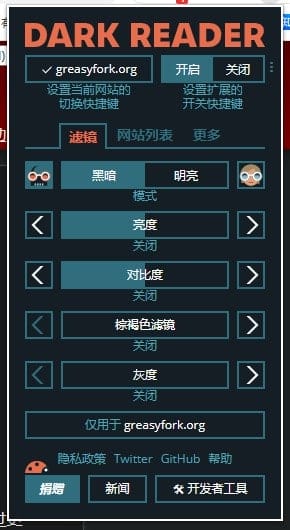 DARK READER
✓ greasyfork.org
开启 关闭
设置当前网站的
切换快捷键
设置扩展的
开关快捷键
滤镜 网站列表 更多
黑暗 明亮
模式
亮度
关闭
对比度
关闭
棕褐色滤镜
关闭
灰度
关闭
仅用于 greasyfork.org
隐私政策 Twitter GitHub 帮助
捐赠 新闻 🛠 开发者工具